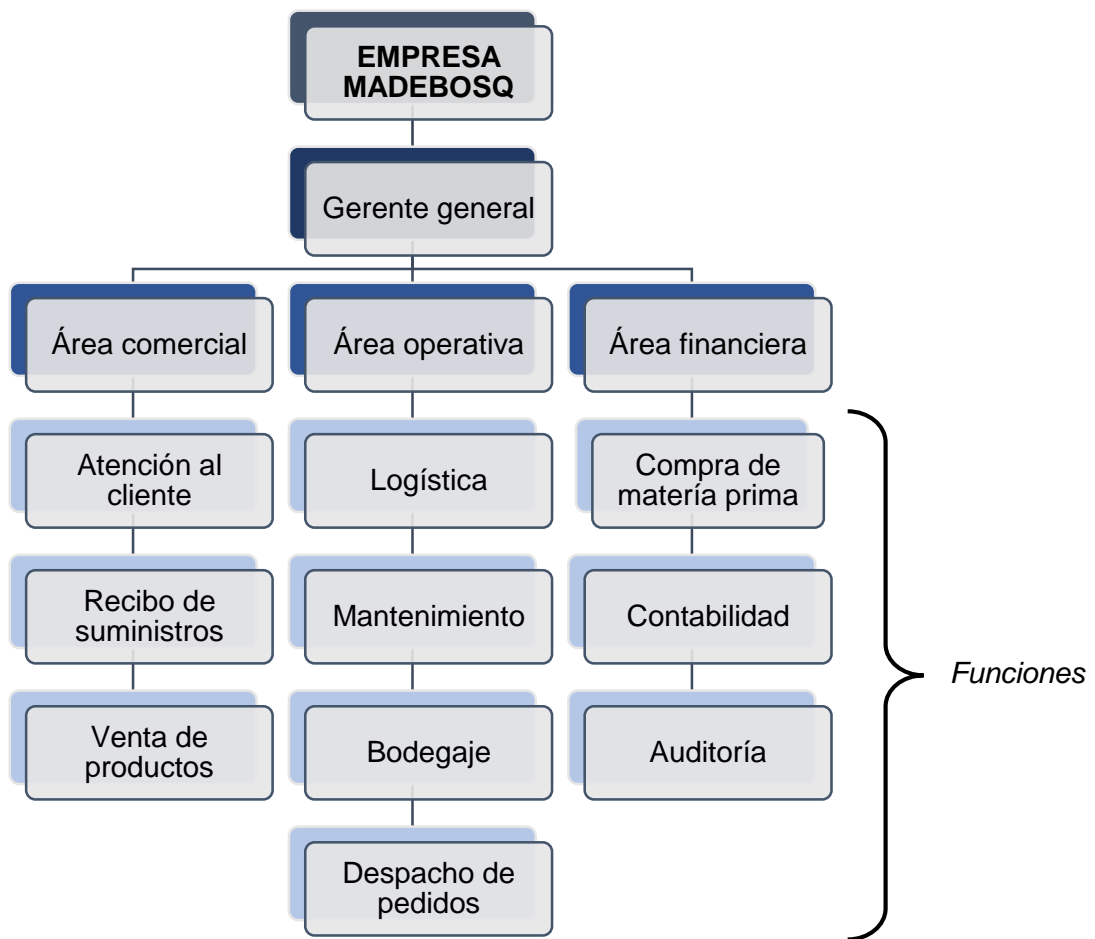 EMPRESA
MADEBOSQ
Gerente general
Área comercial
Área operativa
Área financiera
Atención al
cliente
Logística
Compra de
matería prima
Recibo de
suministros
Mantenimiento
Contabilidad
Funciones
Venta de
productos
Bodegaje
Auditoría
Despacho de
pedidos